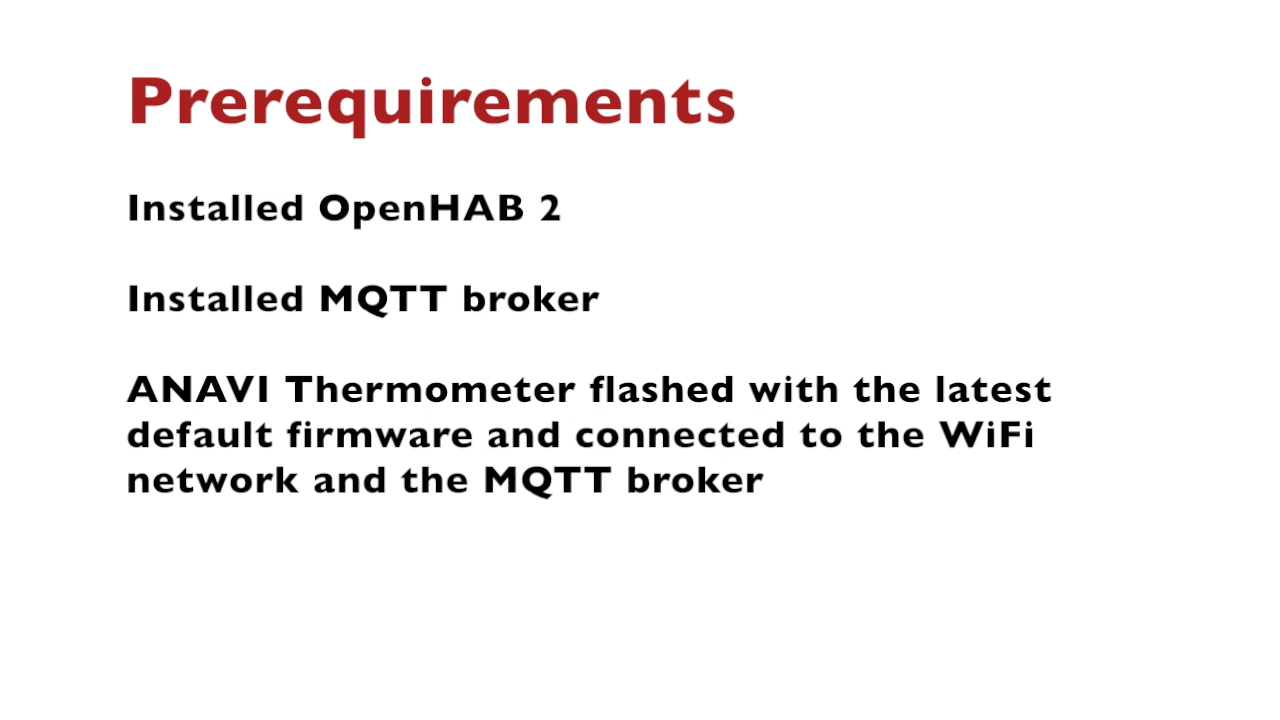 Prerequirements
Installed OpenHAB 2
Installed MQTT broker
ANAVI Thermometer flashed with the latest
default firmware and connected to the WiFi
network and the MQTT broker